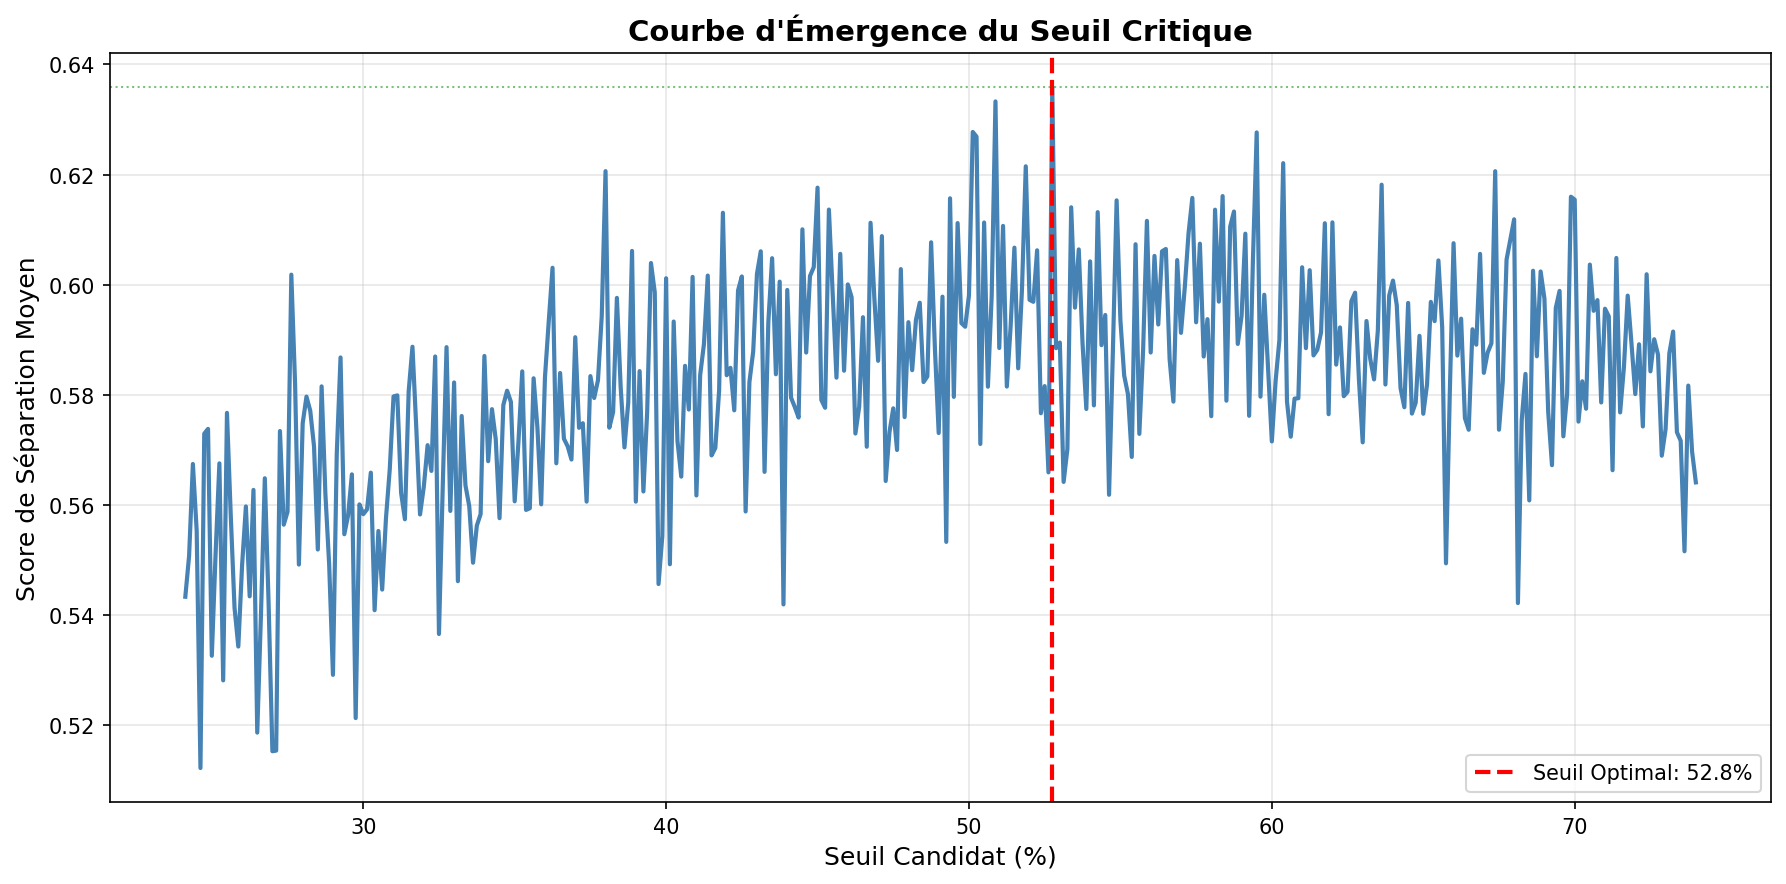 Courbe d'Émergence du Seuil Critique
Score de Séparation Moyen
0.64
0.62
0.60
0.58
0.56
0.54
0.52
Seuil Optimal: 52.8%
30 40 50 60 70
Seuil Candidat (%)